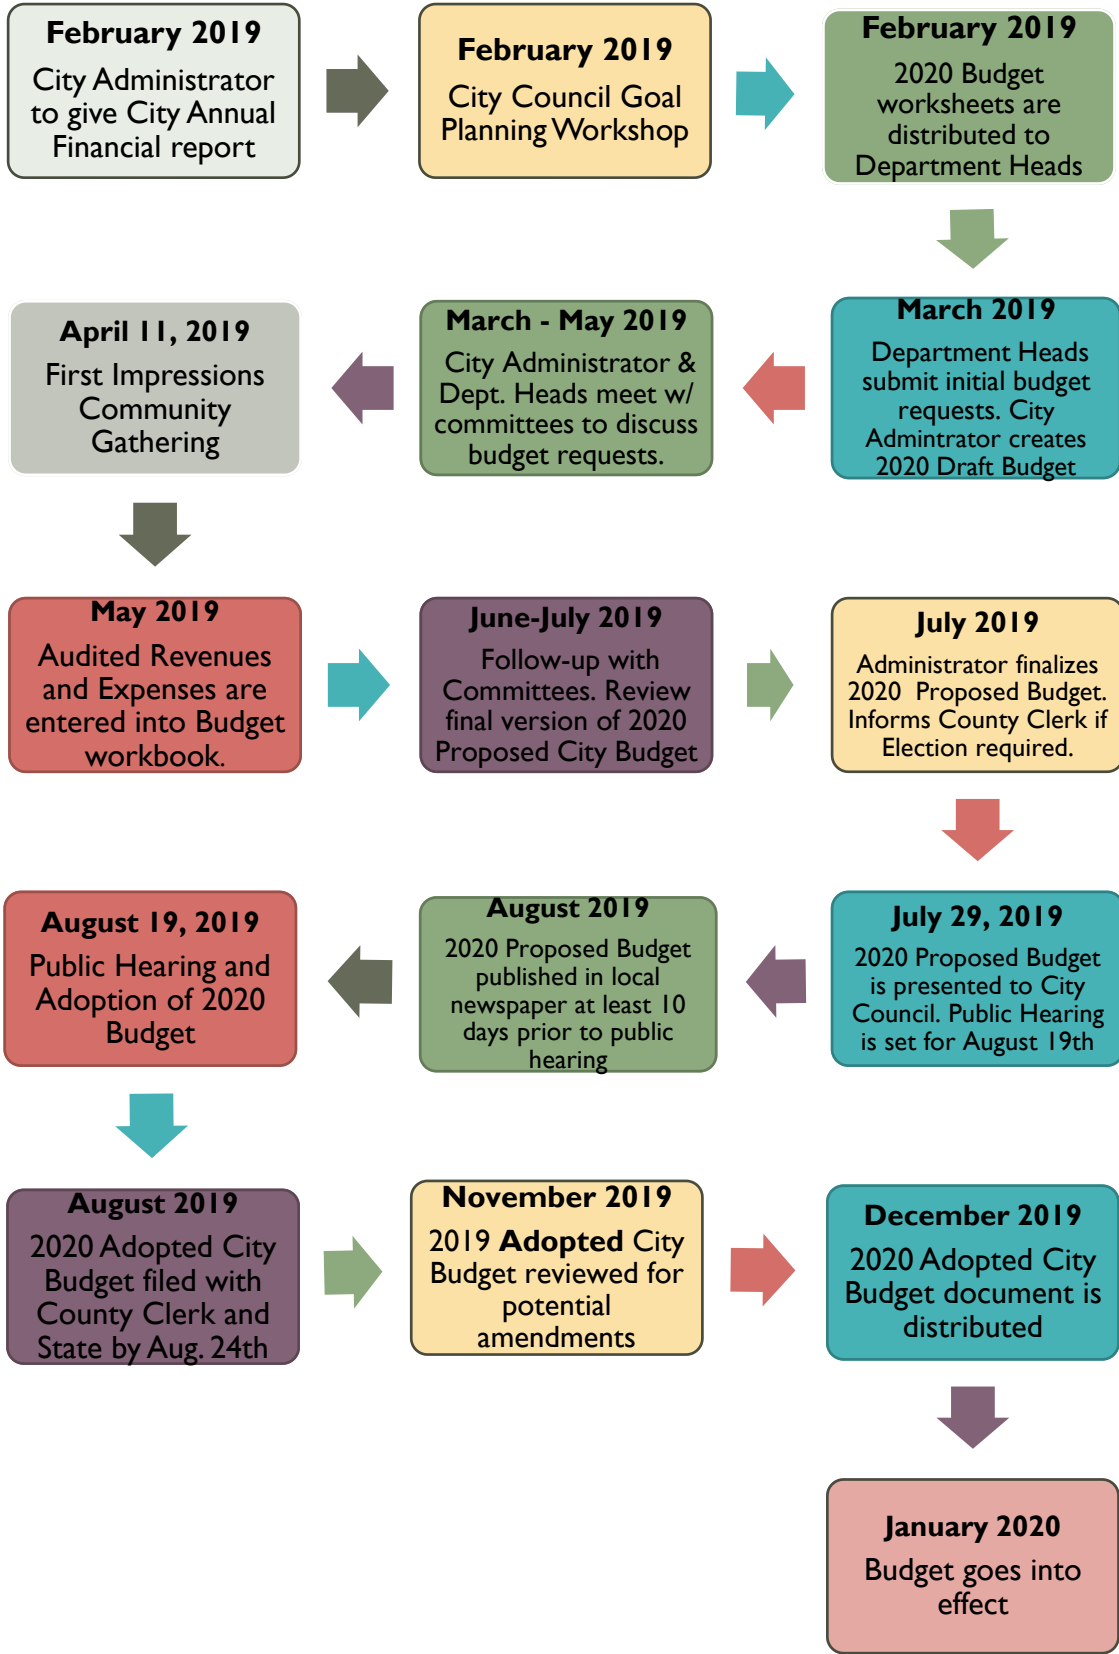 February 2019
City Administrator
to give City Annual
Financial report
February 2019
City Council Goal
Planning Workshop
February 2019
2020 Budget
worksheets are
distributed to
Department Heads
March 2019
Department Heads
submit initial budget
requests. City
Admintrator creates
2020 Draft Budget
March - May 2019
City Administrator &
Dept. Heads meet w/
committees to discuss
budget requests.
April 11, 2019
First Impressions
Community
Gathering
May 2019
Audited Revenues
and Expenses are
entered into Budget
workbook.
June-July 2019
Follow-up with
Committees. Review
final version of 2020
Proposed City Budget
July 2019
Administrator finalizes
2020 Proposed Budget.
Informs County Clerk if
Election required.
July 29, 2019
2020 Proposed Budget
is presented to City
Council. Public Hearing
is set for August 19th
August 2019
2020 Proposed Budget
published in local
newspaper at least 10
days prior to public
hearing
August 19, 2019
Public Hearing and
Adoption of 2020
Budget
August 2019
2020 Adopted City
Budget filed with
County Clerk and
State by Aug. 24th
November 2019
2019 Adopted City
Budget reviewed for
potential
amendments
December 2019
2020 Adopted City
Budget document is
distributed
January 2020
Budget goes into
effect